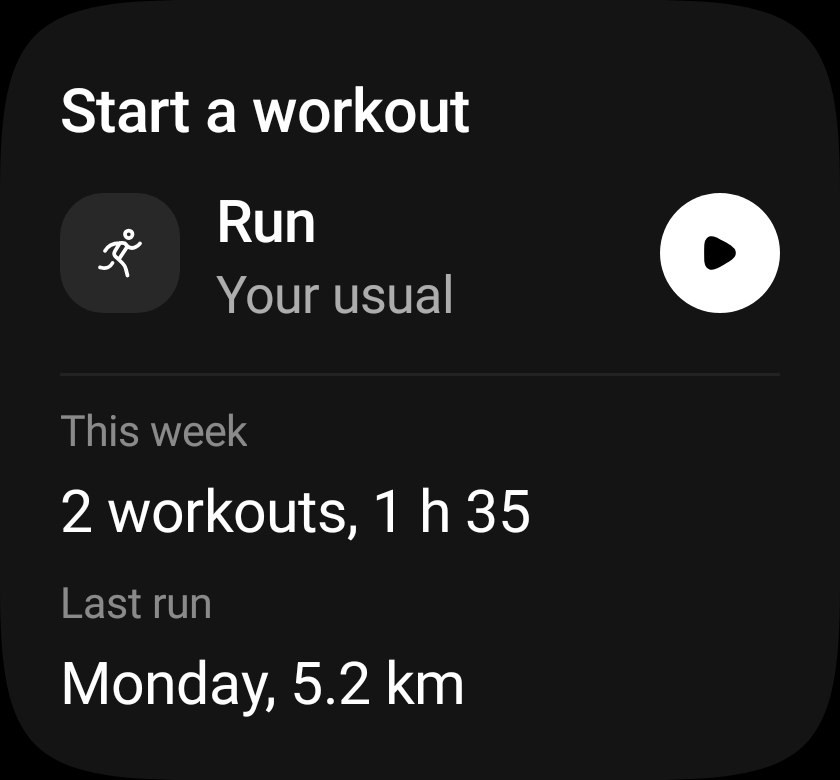 Start a workout
Run
Your usual
This week
2 workouts, 1 h 35
Last run
Monday, 5.2 km